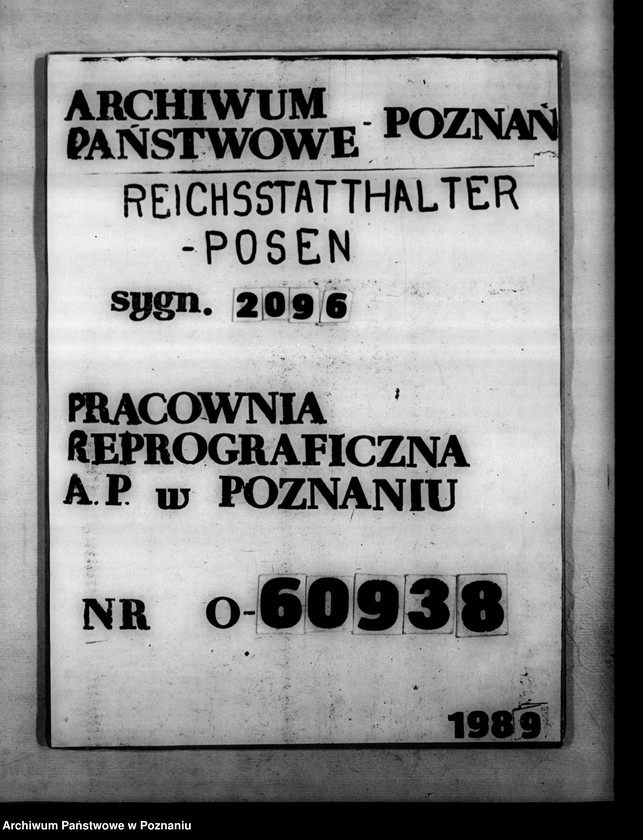 ARCHIWUM
PAŃSTWOWE - POZNAŃ
REICHSSTATTHALTER
-POSEN
sygn. 2096
PRACOWNIA
REPROGRAFICZNA
A.P. w POZNANIU
NR O-60938
1989
Archiwum Państwowe w Poznaniu